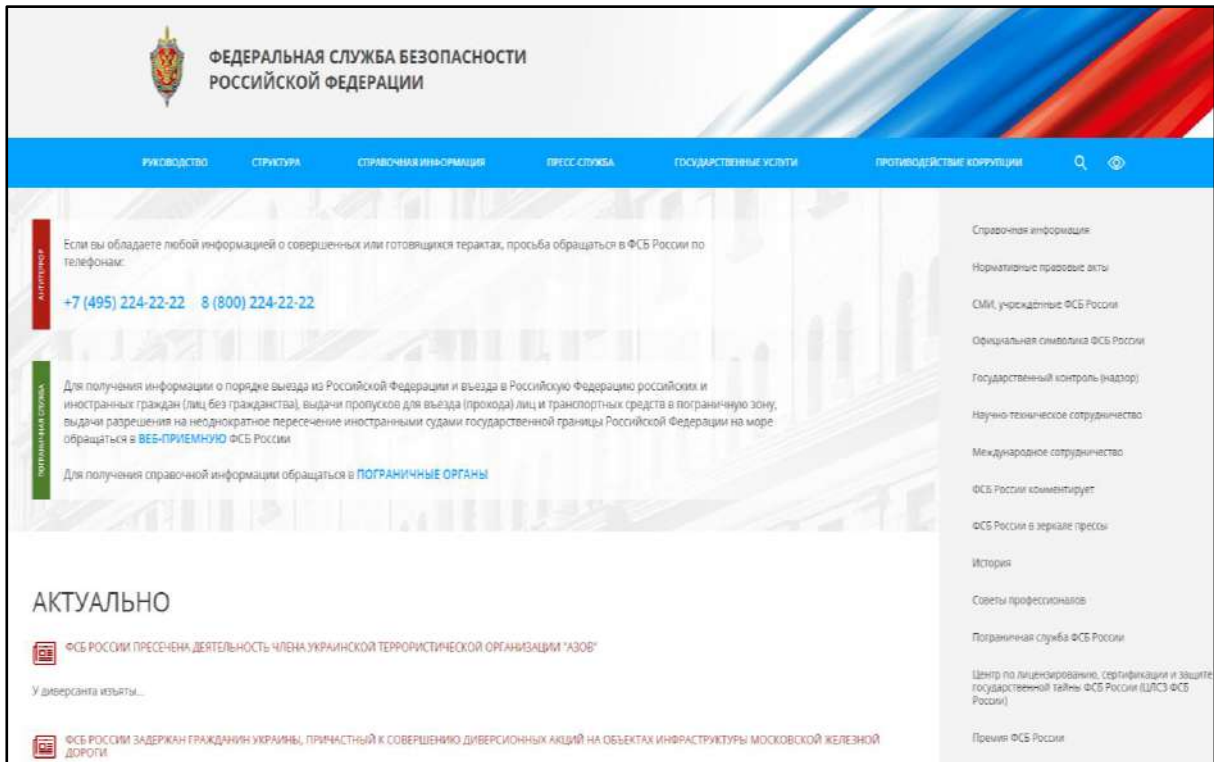 ФЕДЕРАЛЬНАЯ СЛУЖБА БЕЗОПАСНОСТИ
РОССИЙСКОЙ ФЕДЕРАЦИИ
РУКОВОДСТВО СТРУКТУРА СПРАВОЧНАЯ ИНФОРМАЦИЯ ПРЕСС-СЛУЖБА ГОСУДАРСТВЕННЫЕ УСЛУГИ ПРОТИВОДЕЙСТВИЕ КОРРУПЦИИ
АНТИТЕРРОР
Если вы обладаете любой информацией о совершенных или готовящихся терактах, просьба обращаться в ФСБ России по
телефонам:
+7 (495) 224-22-22 8 (800) 224-22-22
ПОГРАНИЧНАЯ СЛУЖБА
Для получения информации о порядке выезда из Российской Федерации и въезда в Российскую Федерацию российских и
иностранных граждан (лиц без гражданства), выдачи пропусков для въезда (прохода) лиц и транспортных средств в пограничную зону,
выдачи разрешения на неоднократное пересечение иностранными судами государственной границы Российской Федерации на море
обращаться в ВЕБ-ПРИЕМНУЮ ФСБ России
Для получения справочной информации обращаться в ПОГРАНИЧНЫЕ ОРГАНЫ
АКТУАЛЬНО
ФСБ РОССИИ ПРЕСЕЧЕНА ДЕЯТЕЛЬНОСТЬ ЧЛЕНА УКРАИНСКОЙ ТЕРРОРИСТИЧЕСКОЙ ОРГАНИЗАЦИИ "АЗОВ"
У диверсанта изъяты...
ФСБ РОССИИ ЗАДЕРЖАН ГРАЖДАНИН УКРАИНЫ, ПРИЧАСТНЫЙ К СОВЕРШЕНИЮ ДИВЕРСИОННЫХ АКЦИЙ НА ОБЪЕКТАХ ИНФРАСТРУКТУРЫ МОСКОВСКОЙ ЖЕЛЕЗНОЙ
ДОРОГИ
Справочная информация
Нормативные правовые акты
СМИ, учрежденные ФСБ России
Официальная символика ФСБ России
Государственный контроль (надзор)
Научно-техническое сотрудничество
Международное сотрудничество
ФСБ России комментирует
ФСБ России в зеркале прессы
История
Советы профессионалов
Пограничная служба ФСБ России
Центр по лицензированию, сертификации и защите
государственной тайны ФСБ России (ЦЛСЗ ФСБ
России)
Премия ФСБ России